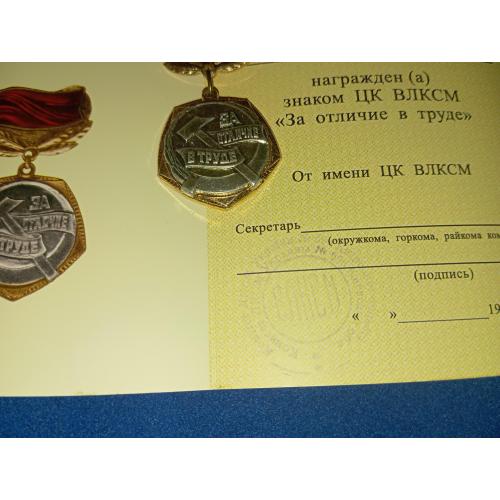 награжден (а)
знаком ЦК ВЛКСМ
«За отличие в труде»
От имени ЦК ВЛКСМ
Секретарь
(окружкома, горкома, райкома ком
(подпись)
« » 19
ЗА
ОТЛИЧИЕ
В ТРУДЕ
ЗА
ОТЛИЧИЕ
В ТРУДЕ